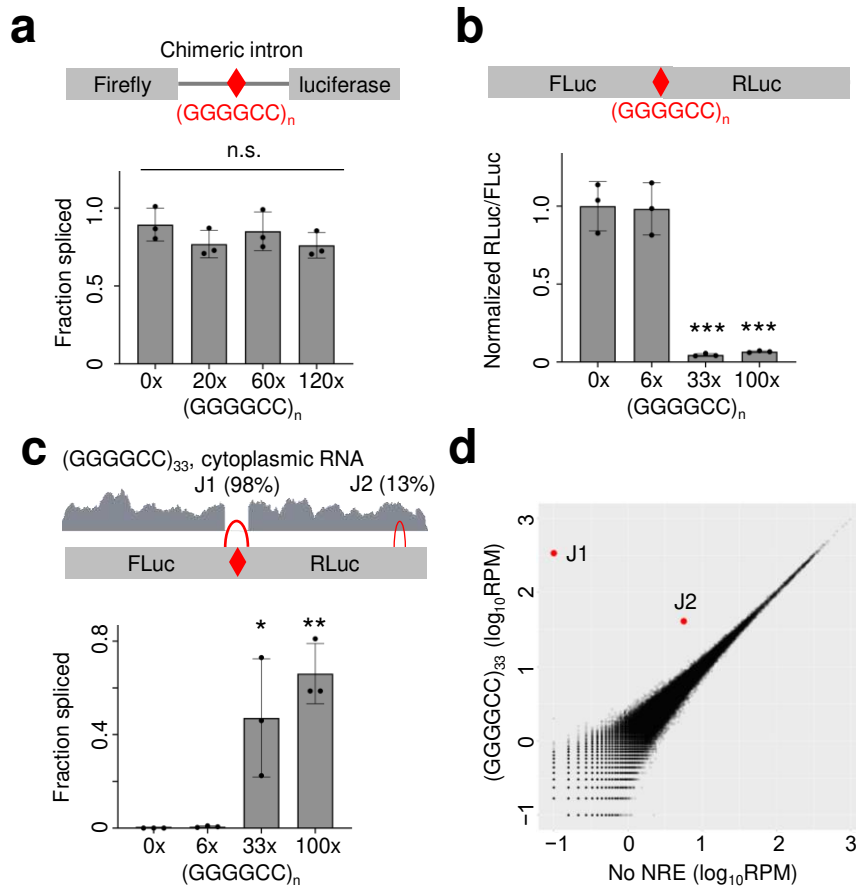 a
Chimeric intron
Firefly luciferase
(GGGGCC)n
n.s.
Fraction spliced
1.0
0.5
0
0x 20x 60x 120x
(GGGGCC)n
b
FLuc RLuc
(GGGGCC)n
Normalized RLuc/FLuc
1.0
0.5
0
*** ***
0x 6x 33x 100x
(GGGGCC)n
c
(GGGGCC)33, cytoplasmic RNA
J1 (98%) J2 (13%)
FLuc RLuc
Fraction spliced
0.8
0.4
0
* **
0x 6x 33x 100x
(GGGGCC)n
d
(GGGGCC)33 (log10RPM)
3
2
1
0
−1
J1
J2
−1 0 1 2 3
No NRE (log10RPM)